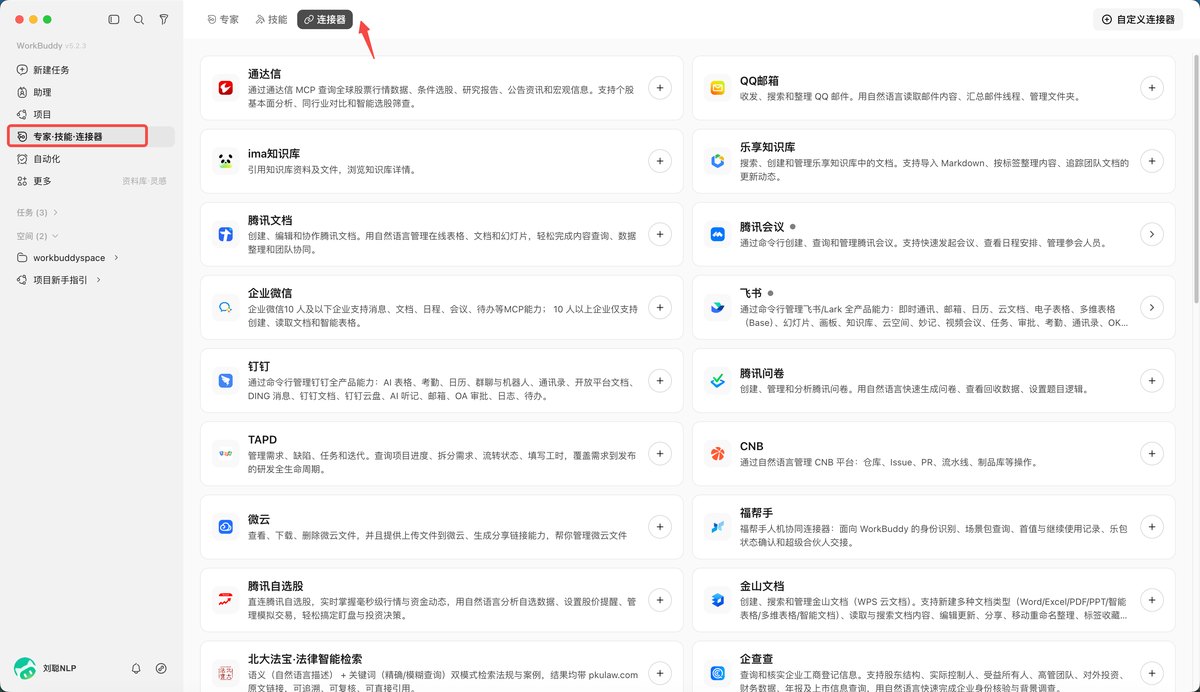 专家
技能
连接器
自定义连接器
WorkBuddy v5.2.3
新建任务
助理
项目
专家·技能·连接器
自动化
更多
资料库·灵感
任务 (3)
空间 (2)
workbuddyspace
项目新手指引
刘聪NLP
通达信
通过通达信 MCP 查询全球股票行情数据、条件选股、研究报告、公告资讯和宏观信息。支持个股
基本面分析、同行业对比和智能选股筛查。
QQ邮箱
收发、搜索和整理 QQ 邮件。用自然语言读取邮件内容、汇总邮件线程、管理文件夹。
ima知识库
引用知识库资料及文件，浏览知识库详情。
乐享知识库
搜索、创建和管理乐享知识库中的文档。支持导入 Markdown、按标签整理内容、追踪团队文档的
更新动态。
腾讯文档
创建、编辑和协作腾讯文档。用自然语言管理在线表格、文档和幻灯片，轻松完成内容查询、数据
整理和团队协同。
腾讯会议
通过命令行创建、查询和管理腾讯会议。支持快速发起会议、查看日程安排、管理参会人员。
企业微信
企业微信10 人及以下企业支持消息、文档、日程、会议、待办等MCP能力； 10 人以上企业仅支持
创建、读取文档和智能表格。
飞书
通过命令行管理飞书/Lark 全产品能力：即时通讯、邮箱、日历、云文档、电子表格、多维表格
（Base）、幻灯片、画板、知识库、云空间、妙记、视频会议、任务、审批、考勤、通讯录、OK...
钉钉
通过命令行管理钉钉全产品能力：AI 表格、考勤、日历、群聊与机器人、通讯录、开放平台文档、
DING 消息、钉钉文档、钉钉云盘、AI 听记、邮箱、OA 审批、日志、待办。
腾讯问卷
创建、管理和分析腾讯问卷。用自然语言快速生成问卷、查看回收数据、设置题目逻辑。
TAPD
管理需求、缺陷、任务和迭代。查询项目进度、拆分需求、流转状态、填写工时，覆盖需求到发布
的研发全生命周期。
CNB
通过自然语言管理 CNB 平台：仓库、Issue、PR、流水线、制品库等操作。
微云
查看、下载、删除微云文件，并且提供上传文件到微云、生成分享链接能力，帮你管理微云文件
福帮手
福帮手人机协同连接器：面向 WorkBuddy 的身份识别、场景包查询、首值与继续使用记录、乐包
状态确认和超级合伙人交接。
腾讯自选股
直连腾讯自选股，实时掌握毫秒级行情与资金动态，用自然语言分析自选数据、设置股价提醒、管
理模拟交易，轻松搞定盯盘与投资决策。
金山文档
创建、搜索和管理金山文档（WPS 云文档）。支持新建多种文档类型（Word/Excel/PDF/PPT/智能
表格/多维表格/智能文档）、读取与搜索文档内容、编辑更新、分享、移动重命名整理、标签收藏...
北大法宝·法律智能检索
语义（自然语言描述） + 关键词（精确/模糊查询）双模式检索法规与案例，结果均带 pkulaw.com
原文链接，可追溯、可复核、可直接引用。
企查查
查询和核实企业工商登记信息。支持股东结构、实际控制人、受益所有人、高管团队、对外投资、
财务数据、年报及上市信息查询，用自然语言快速完成企业身份核验与背景调查。